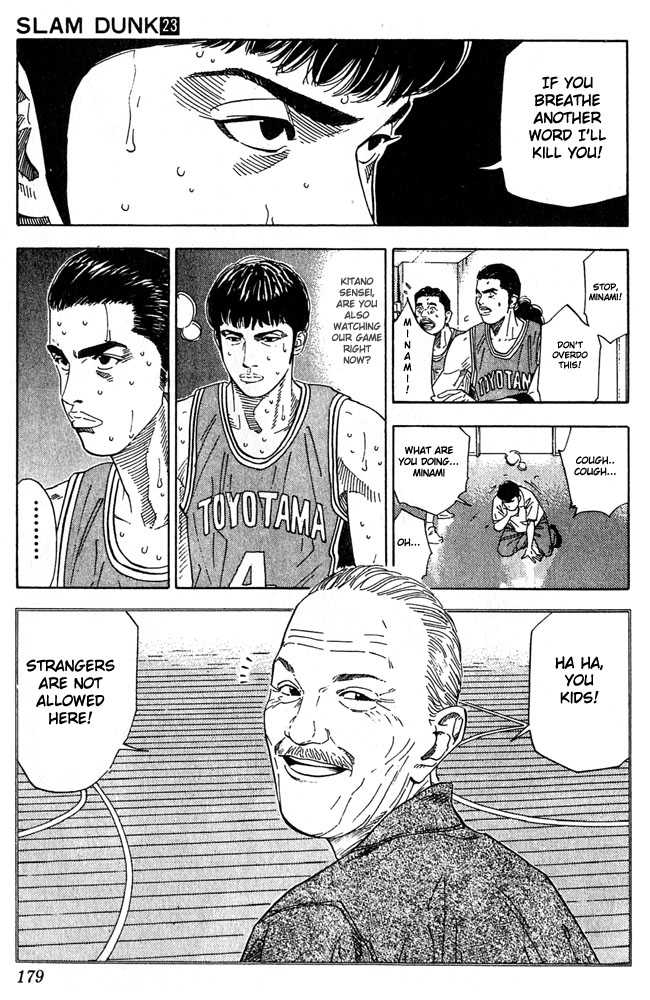 SLAM DUNK 23
IF YOU
BREATHE
ANOTHER
WORD I'LL
KILL YOU!
STOP,
MINAMI!
DON'T
OVERDO
THIS!
MINAMI!
TOYOTAMA
KITANO
SENSEI,
ARE YOU
ALSO
WATCHING
OUR GAME
RIGHT
NOW?
TOYOTAMA
4
........
COUGH..
COUGH...
WHAT ARE
YOU DOING...
MINAMI
OH...
HA HA,
YOU
KIDS!
STRANGERS
ARE NOT
ALLOWED
HERE!
179